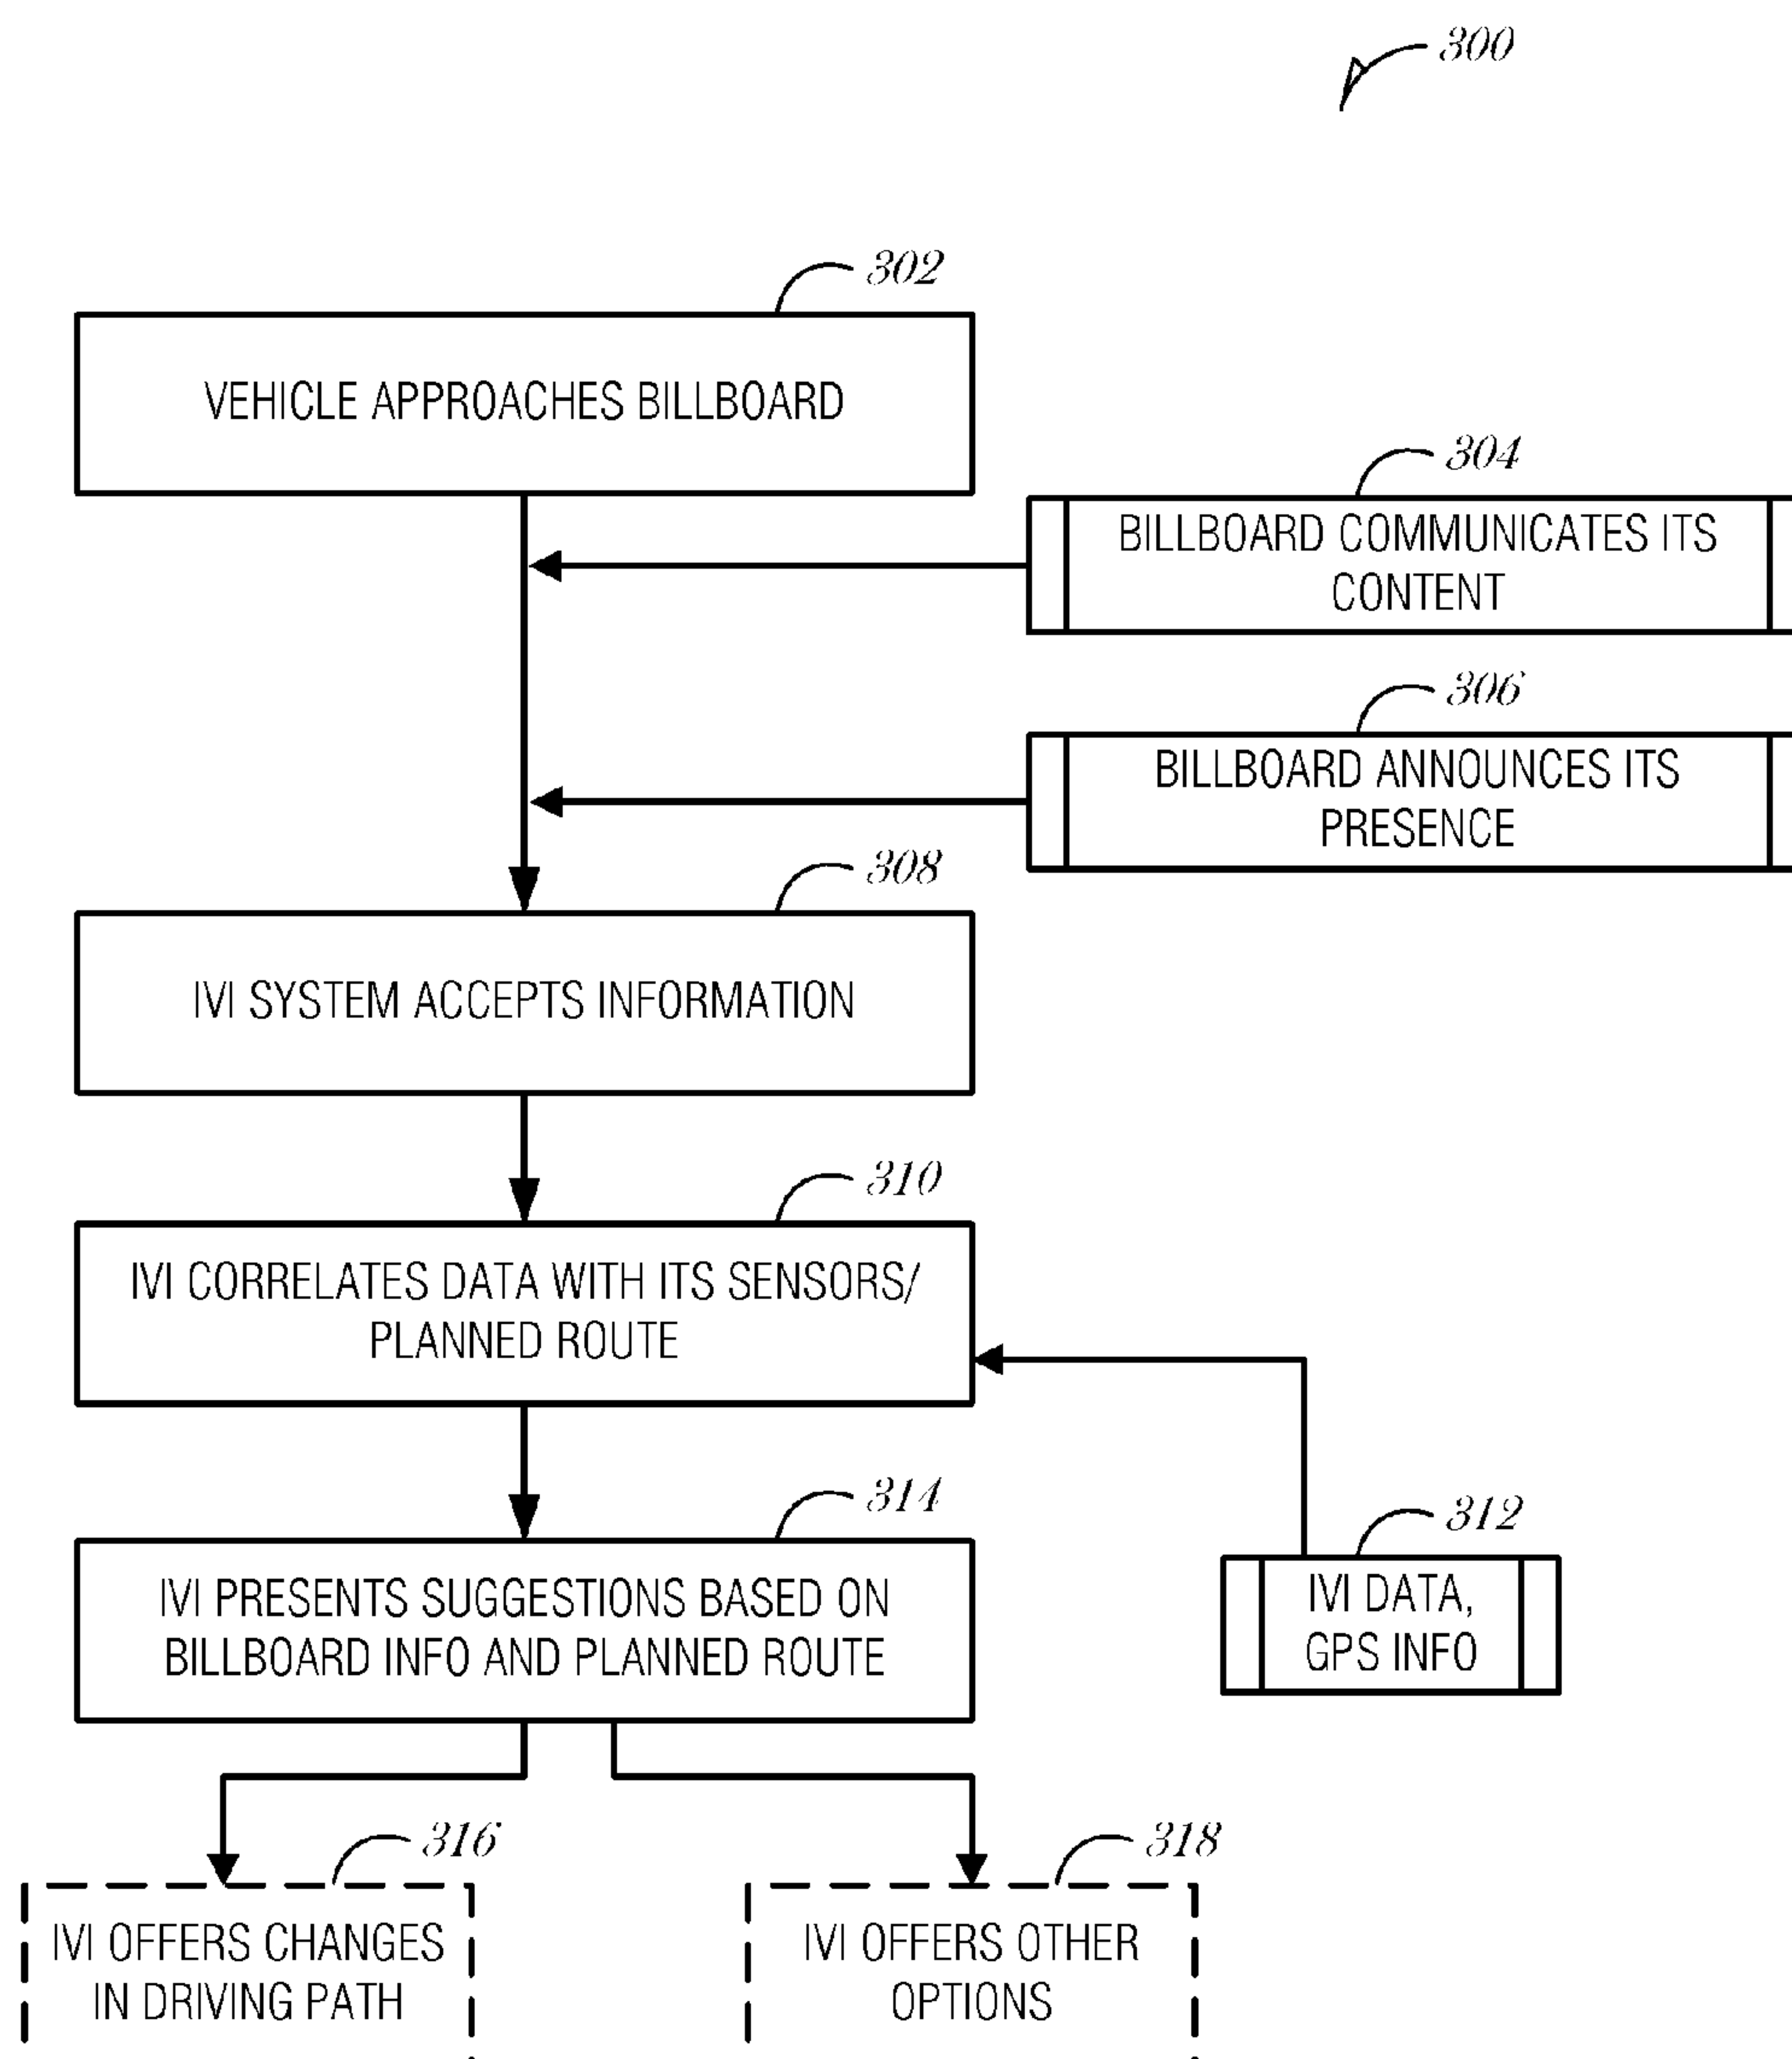 300
302
VEHICLE APPROACHES BILLBOARD
304
BILLBOARD COMMUNICATES ITS
CONTENT
306
BILLBOARD ANNOUNCES ITS
PRESENCE
308
IVI SYSTEM ACCEPTS INFORMATION
310
IVI CORRELATES DATA WITH ITS SENSORS/
PLANNED ROUTE
312
IVI DATA,
GPS INFO
314
IVI PRESENTS SUGGESTIONS BASED ON
BILLBOARD INFO AND PLANNED ROUTE
316
IVI OFFERS CHANGES
IN DRIVING PATH
318
IVI OFFERS OTHER
OPTIONS